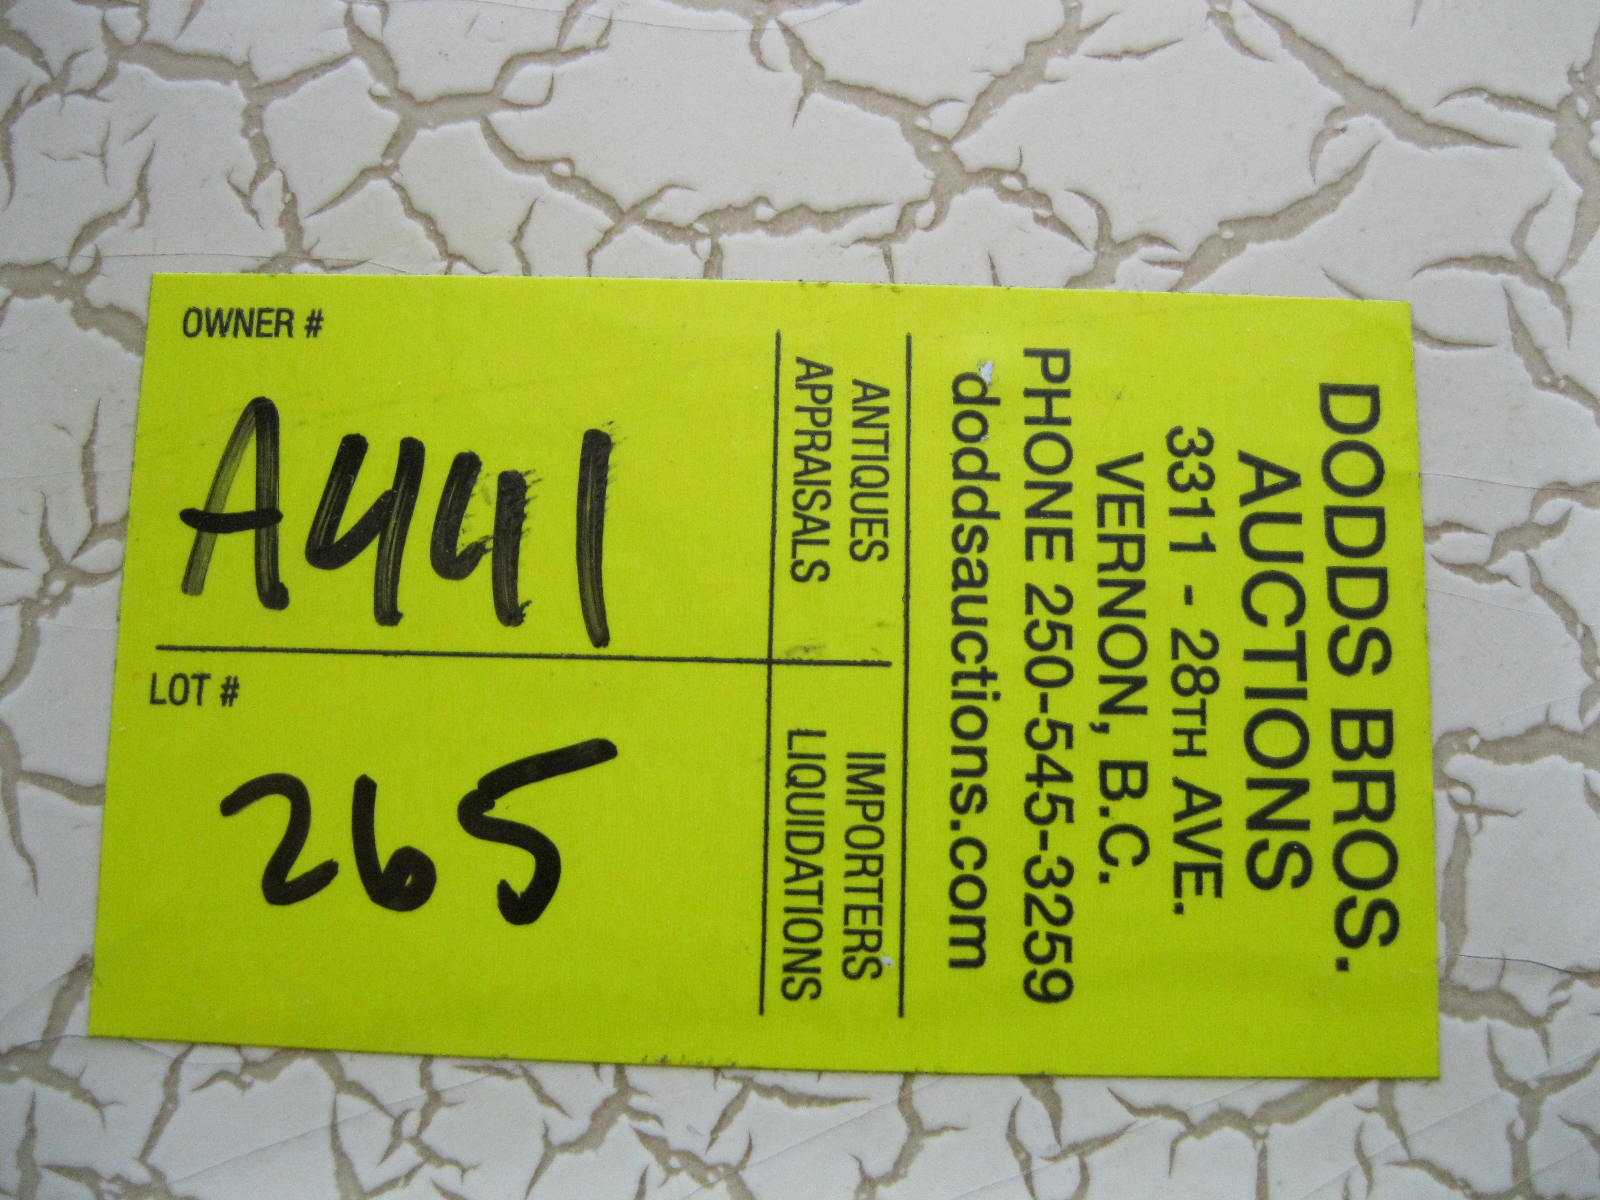 DODDS BROS.
AUCTIONS
3311 - 28TH AVE.
VERNON, B.C.
PHONE 250-545-3259
doddsauctions.com
ANTIQUES
APPRAISALS
IMPORTERS
LIQUIDATIONS
OWNER #
A441
LOT #
265